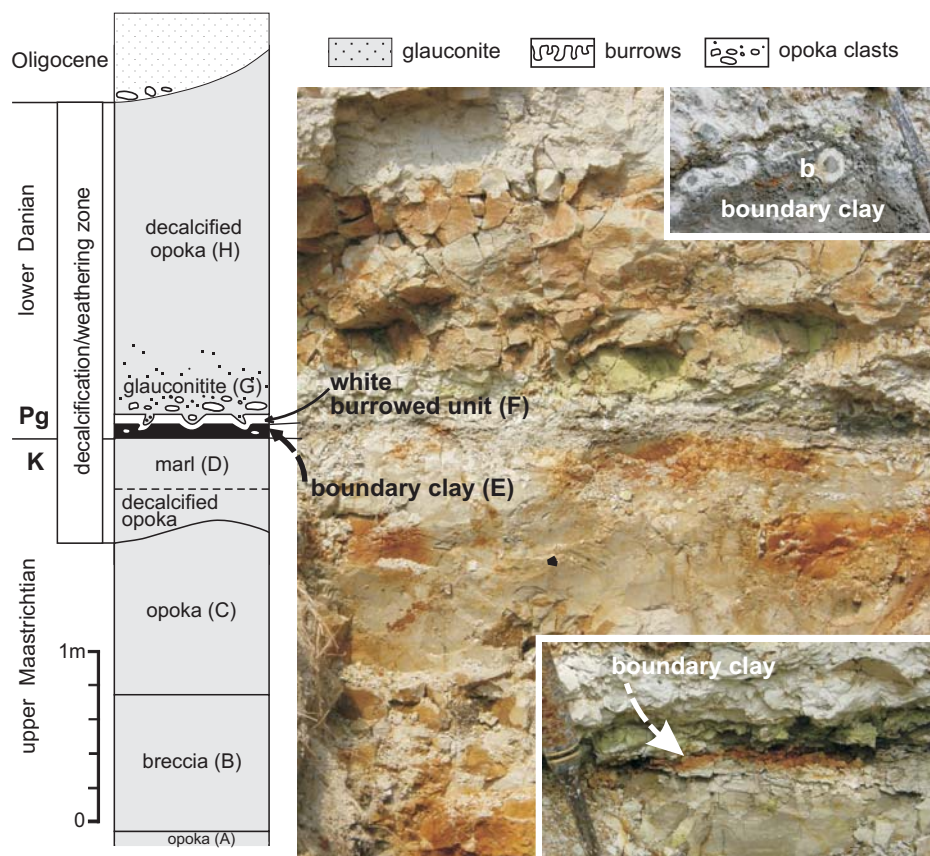 glauconite
burrows
opoka clasts
Oligocene
lower Danian
decalcification/weathering zone
decalcified
opoka (H)
glauconitite (G)
white
burrowed unit (F)
Pg
K
marl (D)
boundary clay (E)
decalcified
opoka
upper Maastrichtian
opoka (C)
1m
breccia (B)
0
opoka (A)
b
boundary clay
boundary clay